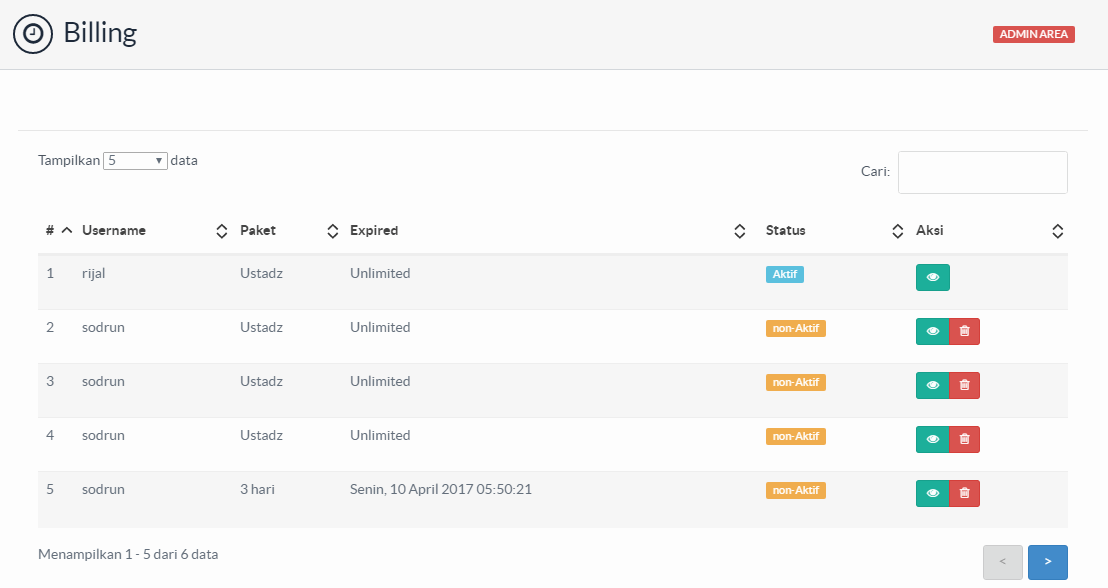 Billing
ADMIN AREA
Tampilkan 5 data
Cari:
# Username Paket Expired Status Aksi
1 rijal Ustadz Unlimited Aktif
2 sodrun Ustadz Unlimited non-Aktif
3 sodrun Ustadz Unlimited non-Aktif
4 sodrun Ustadz Unlimited non-Aktif
5 sodrun 3 hari Senin, 10 April 2017 05:50:21 non-Aktif
Menampilkan 1 - 5 dari 6 data
< >